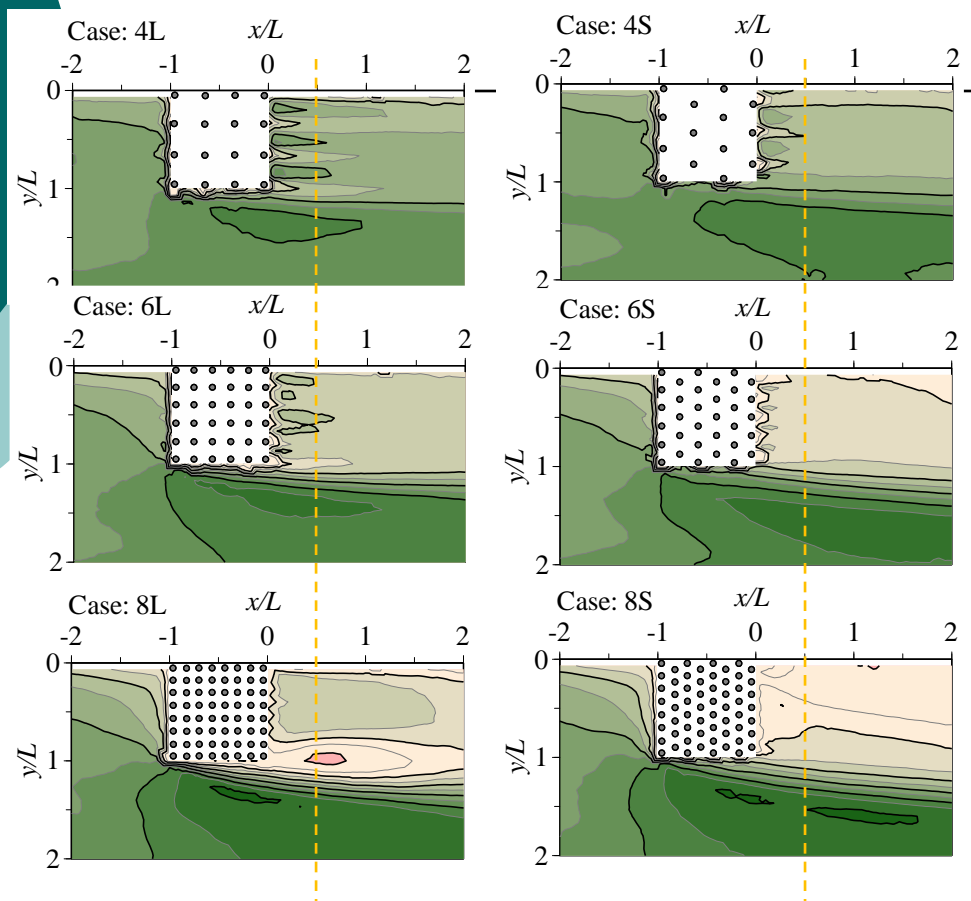 Case: 4L x/L
-2 -1 0 1 2
0
1
2
y/L
Case: 4S x/L
-2 -1 0 1 2
0
1
2
y/L
Case: 6L x/L
-2 -1 0 1 2
0
1
2
y/L
Case: 6S x/L
-2 -1 0 1 2
0
1
2
y/L
Case: 8L x/L
-2 -1 0 1 2
0
1
2
y/L
Case: 8S x/L
-2 -1 0 1 2
0
1
2
y/L